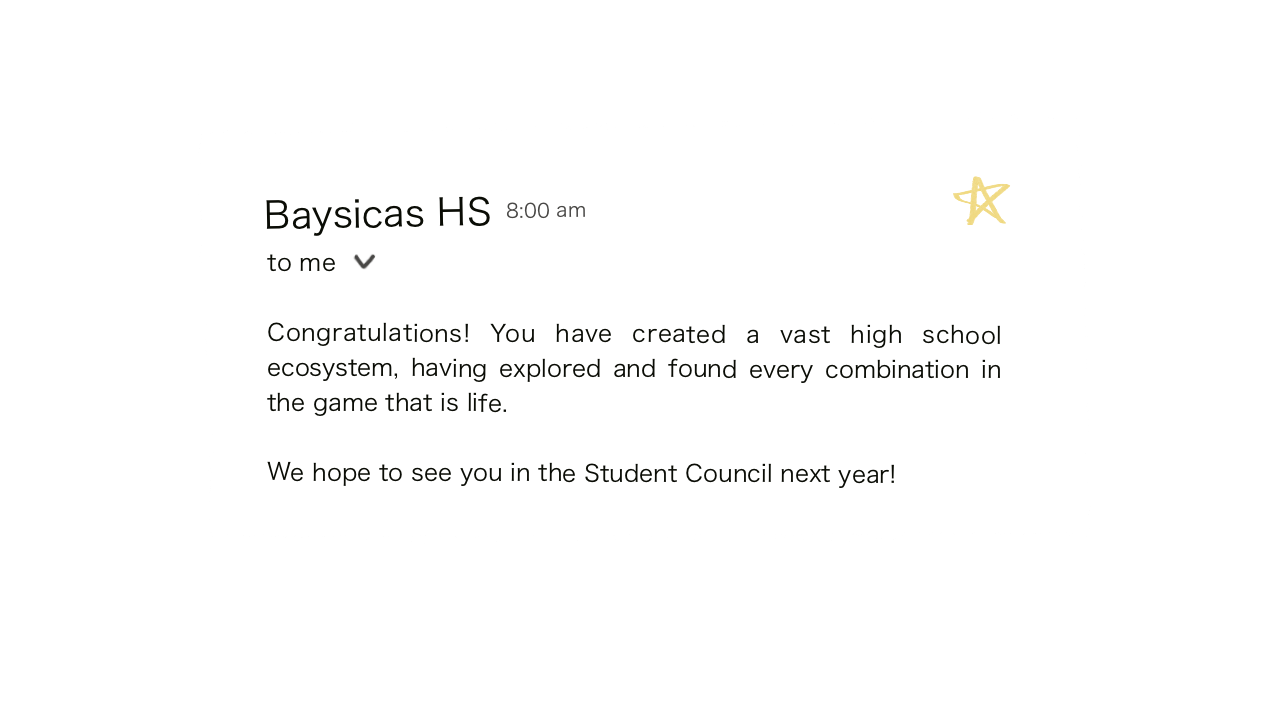 Baysicas HS 8:00 am
to me
Congratulations! You have created a vast high school
ecosystem, having explored and found every combination in
the game that is life.
We hope to see you in the Student Council next year!